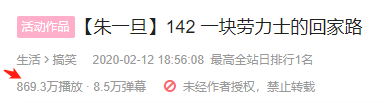 活动作品 【朱一旦】142 一块劳力士的回家路
生活 > 搞笑 2020-02-12 18:56:08 最高全站日排行1名
869.3万播放 · 8.5万弹幕 未经作者授权，禁止转载